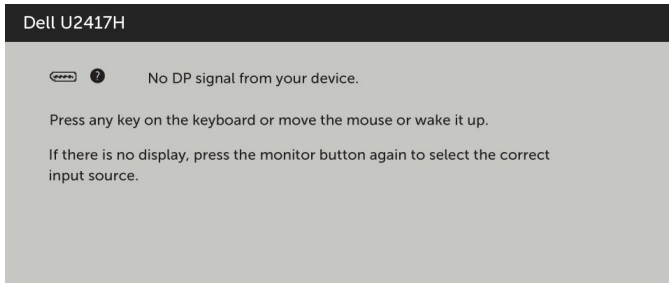 Dell U2417H
? No DP signal from your device.
Press any key on the keyboard or move the mouse or wake it up.
If there is no display, press the monitor button again to select the correct
input source.